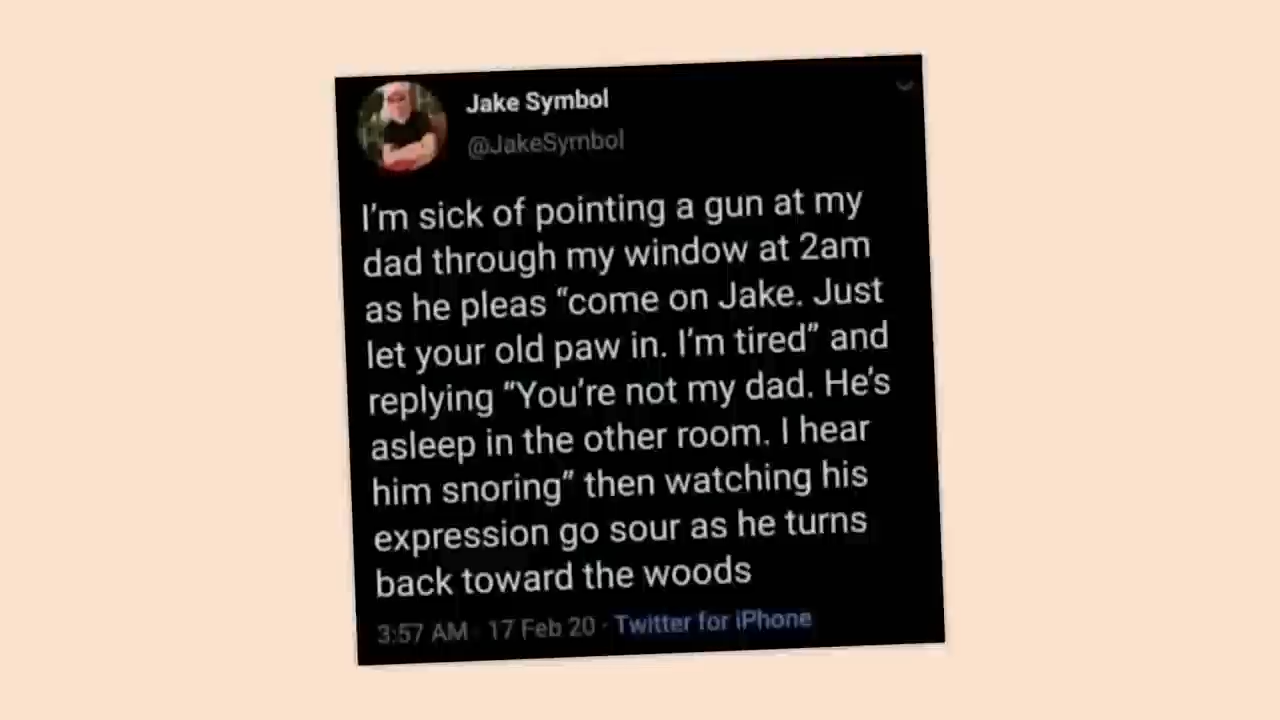 Jake Symbol
@JakeSymbol
I'm sick of pointing a gun at my
dad through my window at 2am
as he pleas “come on Jake. Just
let your old paw in. I'm tired” and
replying “You're not my dad. He's
asleep in the other room. I hear
him snoring” then watching his
expression go sour as he turns
back toward the woods
3:57 AM · 17 Feb 20 · Twitter for iPhone